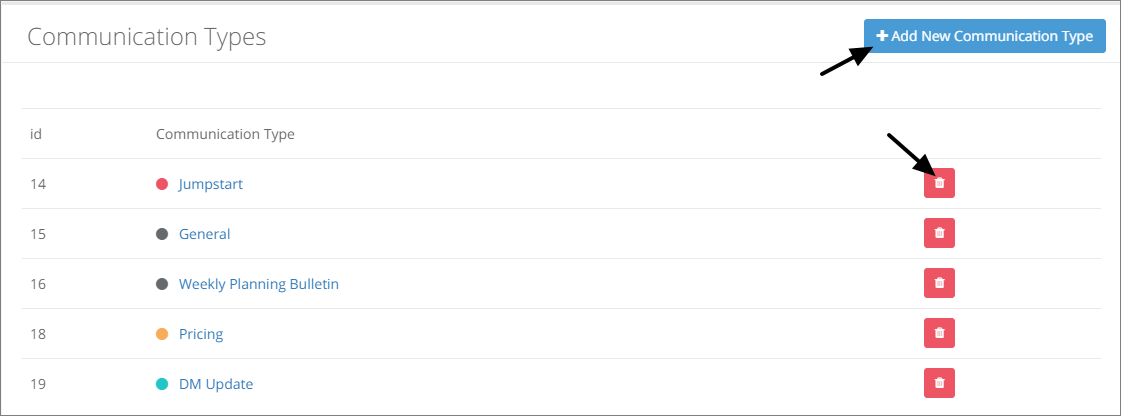 Communication Types
Add New Communication Type
id Communication Type
14 Jumpstart
15 General
16 Weekly Planning Bulletin
18 Pricing
19 DM Update